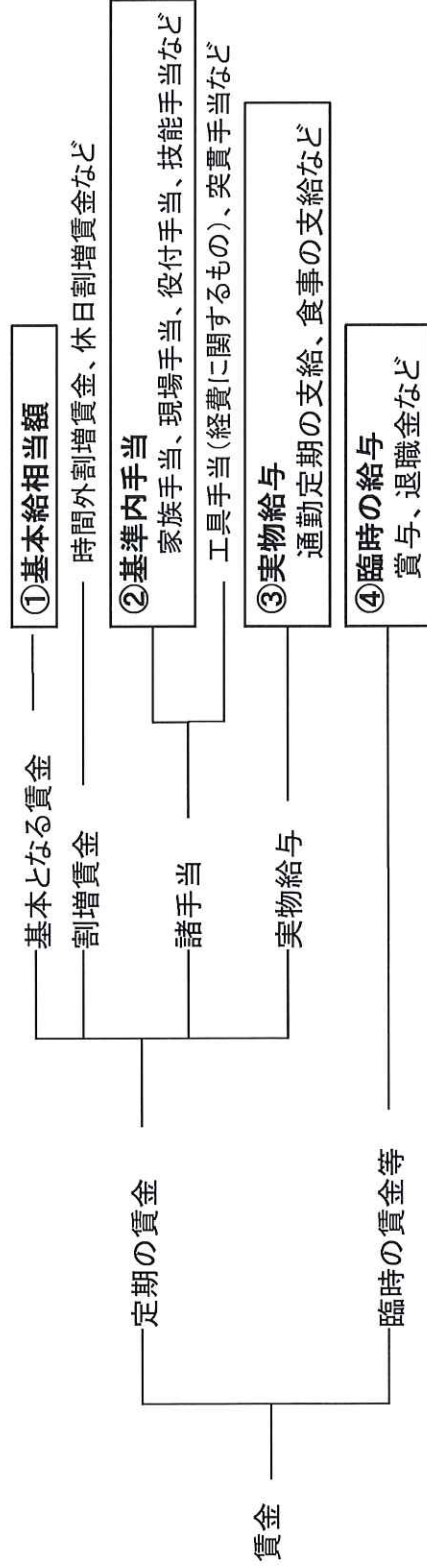 賃金
定期の賃金
基本となる賃金
①基本給相当額
割増賃金
時間外割増賃金、休日割増賃金など
諸手当
②基準内手当
家族手当、現場手当、役付手当、技能手当など
工具手当(経費に関するもの)、突貫手当など
実物給与
③実物給与
通勤定期の支給、食事の支給など
臨時の賃金等
④臨時の給与
賞与、退職金など